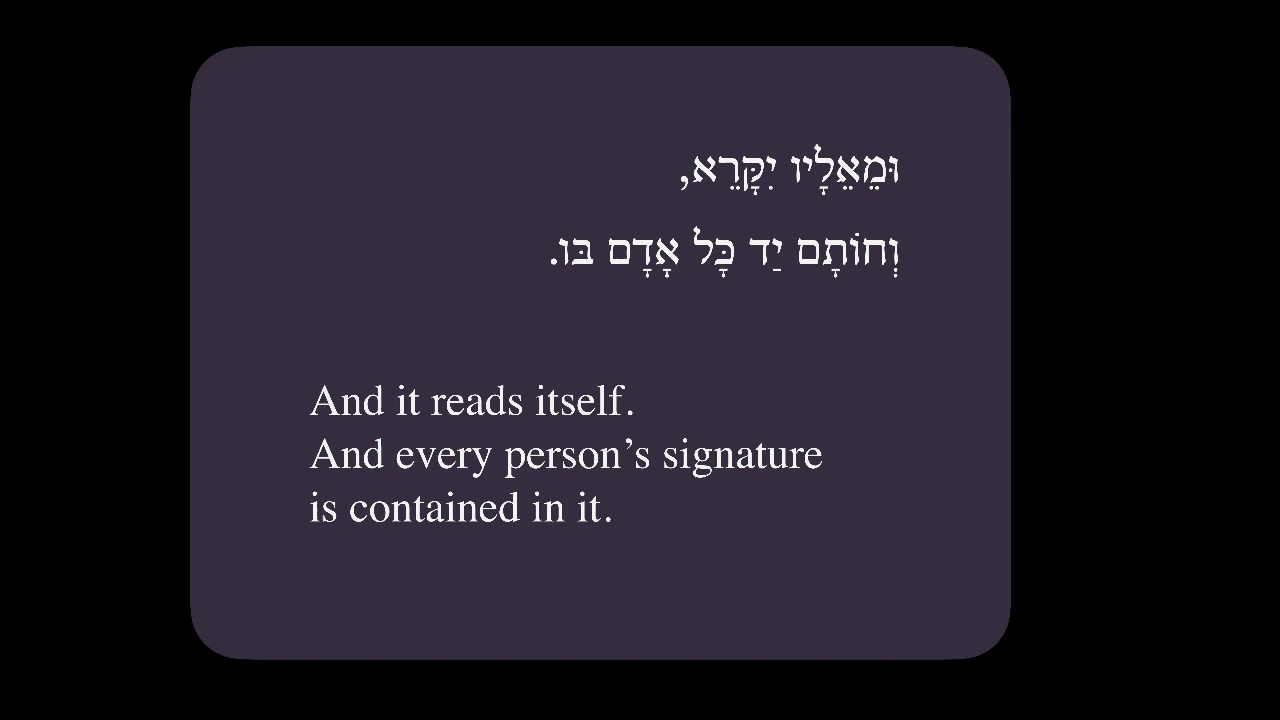 וּמֵאֵלָיו יִקָּרֵא,
וְחוֹתָם יַד כָּל אָדָם בּוֹ.
And it reads itself.
And every person’s signature
is contained in it.